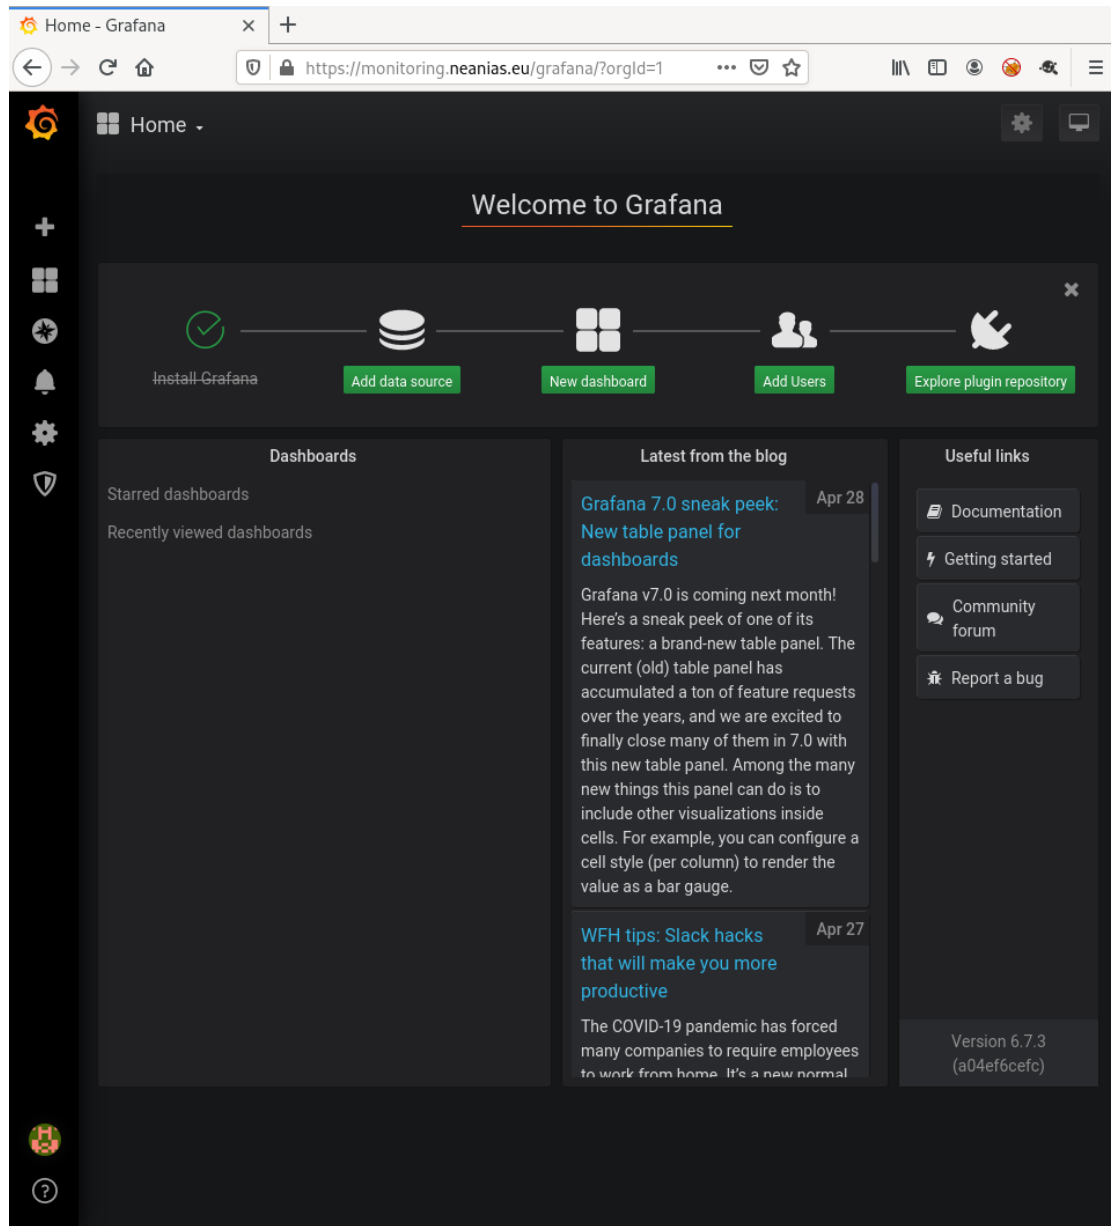 Home - Grafana
https://monitoring.neanias.eu/grafana/?orgId=1
Home
Welcome to Grafana
Install Grafana
Add data source
New dashboard
Add Users
Explore plugin repository
Dashboards
Starred dashboards
Recently viewed dashboards
Latest from the blog
Grafana 7.0 sneak peek:
Apr 28
New table panel for
dashboards
Grafana v7.0 is coming next month!
Here's a sneak peek of one of its
features: a brand-new table panel. The
current (old) table panel has
accumulated a ton of feature requests
over the years, and we are excited to
finally close many of them in 7.0 with
this new table panel. Among the many
new things this panel can do is to
include other visualizations inside
cells. For example, you can configure a
cell style (per column) to render the
value as a bar gauge.
WFH tips: Slack hacks
Apr 27
that will make you more
productive
The COVID-19 pandemic has forced
many companies to require employees
to work from home. It's a new normal
Useful links
Documentation
Getting started
Community
forum
Report a bug
Version 6.7.3
(a04ef6cefc)